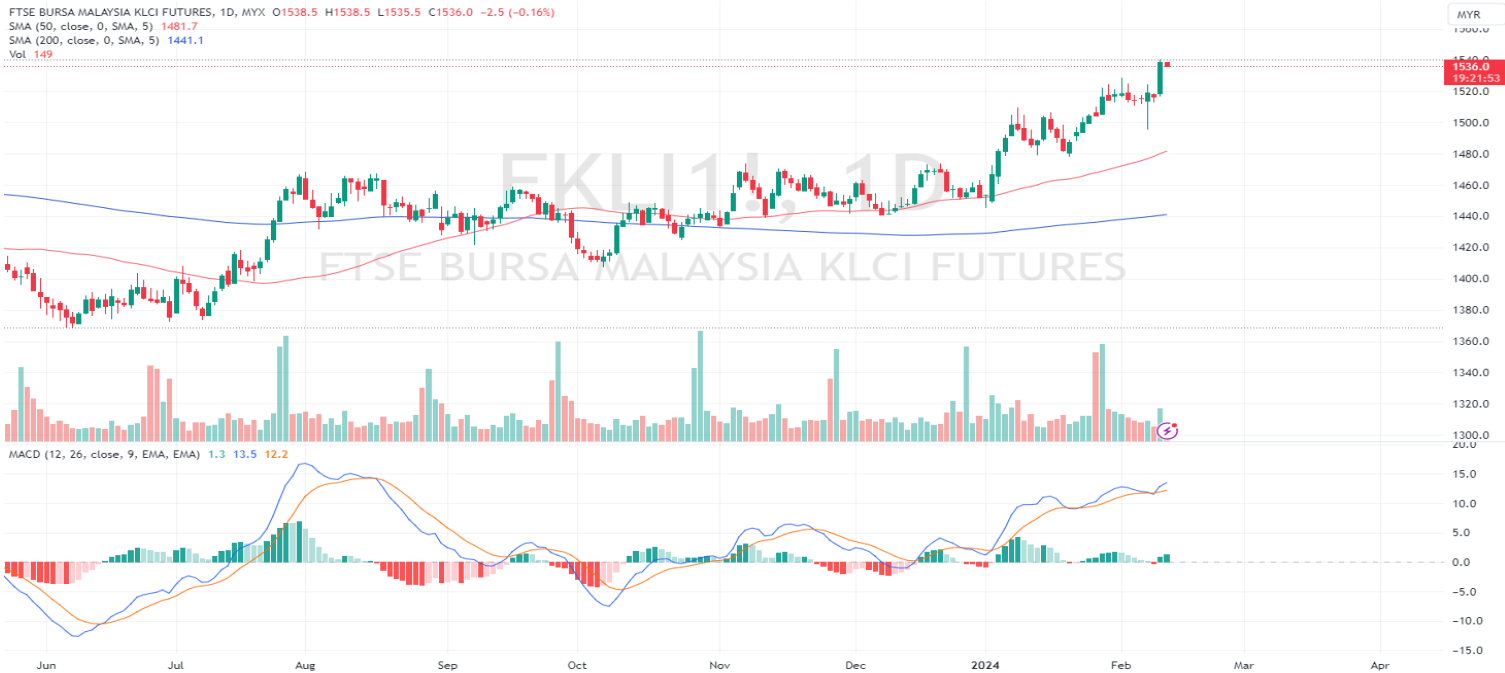 FTSE BURSA MALAYSIA KLCI FUTURES, 1D, MYX O1538.5 H1538.5 L1535.5 C1536.0 −2.5 (−0.16%)
SMA (50, close, 0, SMA, 5) 1481.7
SMA (200, close, 0, SMA, 5) 1441.1
Vol 149
MYR
1560.0
1540.0
1536.0
19:21:53
1520.0
1500.0
1480.0
1460.0
1440.0
1420.0
1400.0
1380.0
1360.0
1340.0
1320.0
1300.0
FKLI1!, 1D
FTSE BURSA MALAYSIA KLCI FUTURES
MACD (12, 26, close, 9, EMA, EMA) 1.3 13.5 12.2
20.0
15.0
10.0
5.0
0.0
−5.0
−10.0
−15.0
Jun Jul Aug Sep Oct Nov Dec 2024 Feb Mar Apr